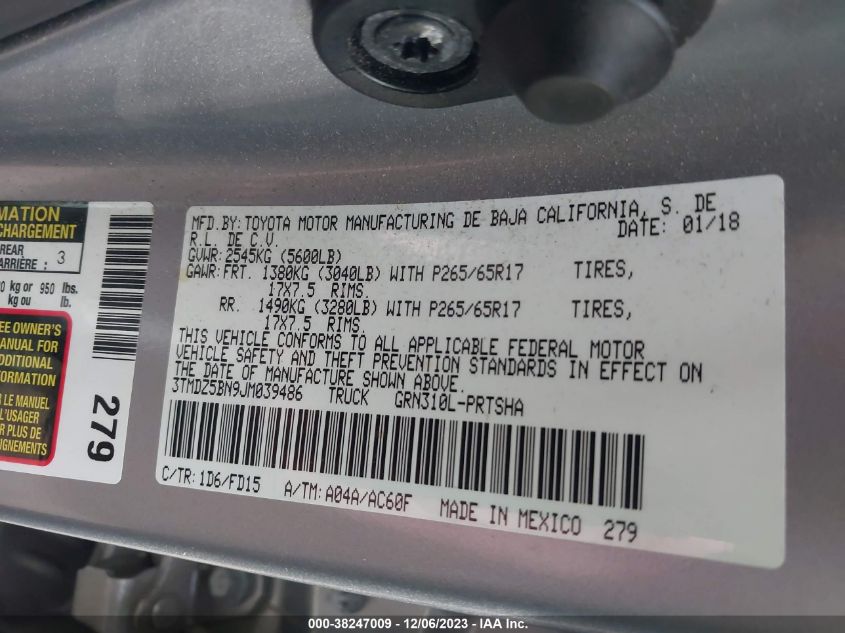 MATION
CHARGEMENT
REAR
ARRIÈRE : 3
kg or 950 lbs.
kg ou lb.
EE OWNER'S
MANUAL FOR
ADDITIONAL
NFORMATION
LE MANUEL
L'USAGER
R PLUS DE
IGNEMENTS
279
MFD.BY:TOYOTA MOTOR MANUFACTURING DE BAJA CALIFORNIA, S. DE
R.L. DE C.V. DATE: 01/18
GVWR:2545KG (5600LB)
GAWR:FRT. 1380KG (3040LB) WITH P265/65R17 TIRES,
17X7.5 RIMS.
RR. 1490KG (3280LB) WITH P265/65R17 TIRES,
17X7.5 RIMS.
THIS VEHICLE CONFORMS TO ALL APPLICABLE FEDERAL MOTOR
VEHICLE SAFETY AND THEFT PREVENTION STANDARDS IN EFFECT ON
THE DATE OF MANUFACTURE SHOWN ABOVE.
3TMDZ5BN9JM039486 TRUCK GRN310L-PRTSHA
C/TR: 1D6/FD15 A/TM: A04A/AC60F MADE IN MEXICO 279
000-38247009 - 12/06/2023 - IAA Inc.